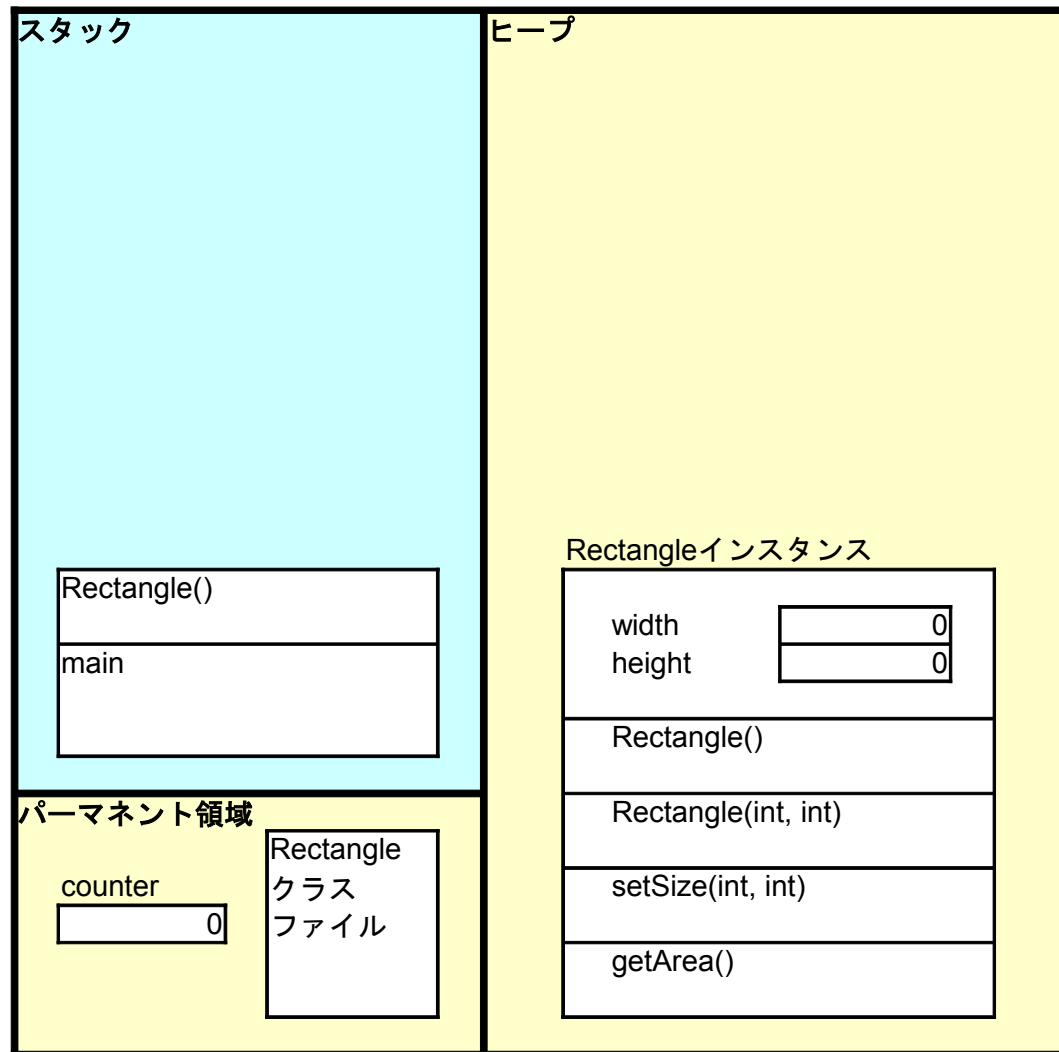 スタック
Rectangle()
main
パーマネント領域
counter
0
Rectangle
クラス
ファイル
ヒープ
Rectangleインスタンス
width 0
height 0
Rectangle()
Rectangle(int, int)
setSize(int, int)
getArea()